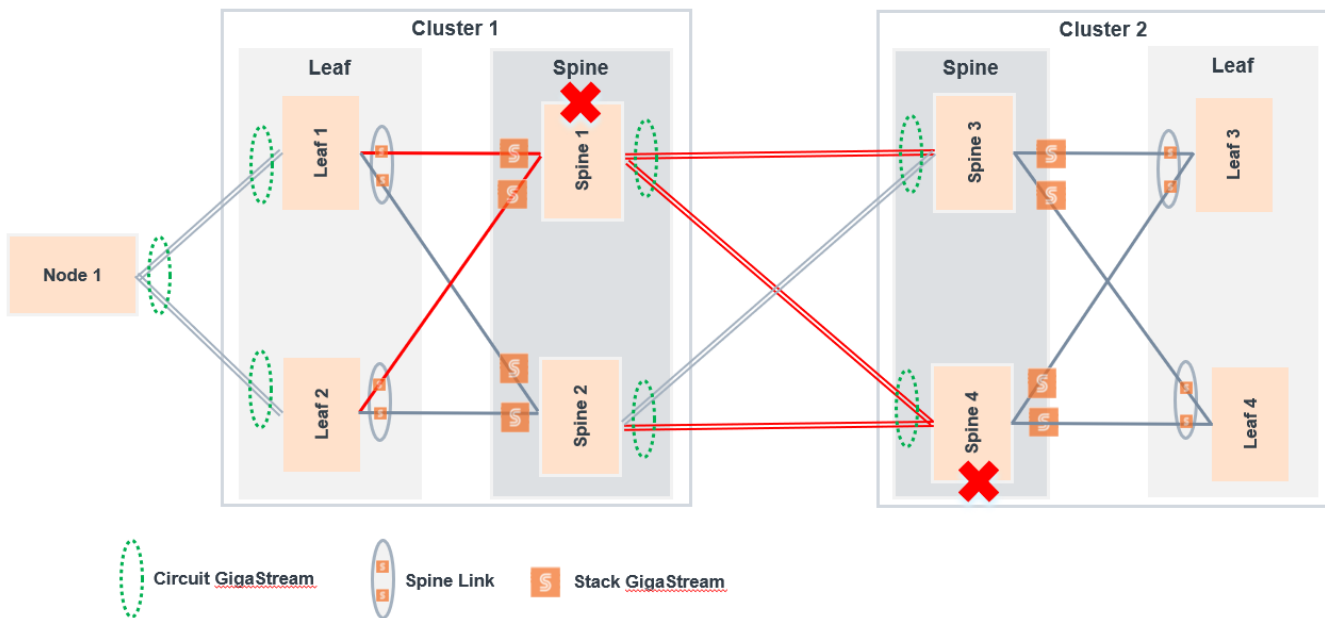 Cluster 1
Cluster 2
Leaf
Spine
Spine
Leaf
Leaf 1
Spine 1
Spine 3
Leaf 3
Node 1
Leaf 2
Spine 2
Spine 4
Leaf 4
Circuit GigaStream
Spine Link
Stack GigaStream